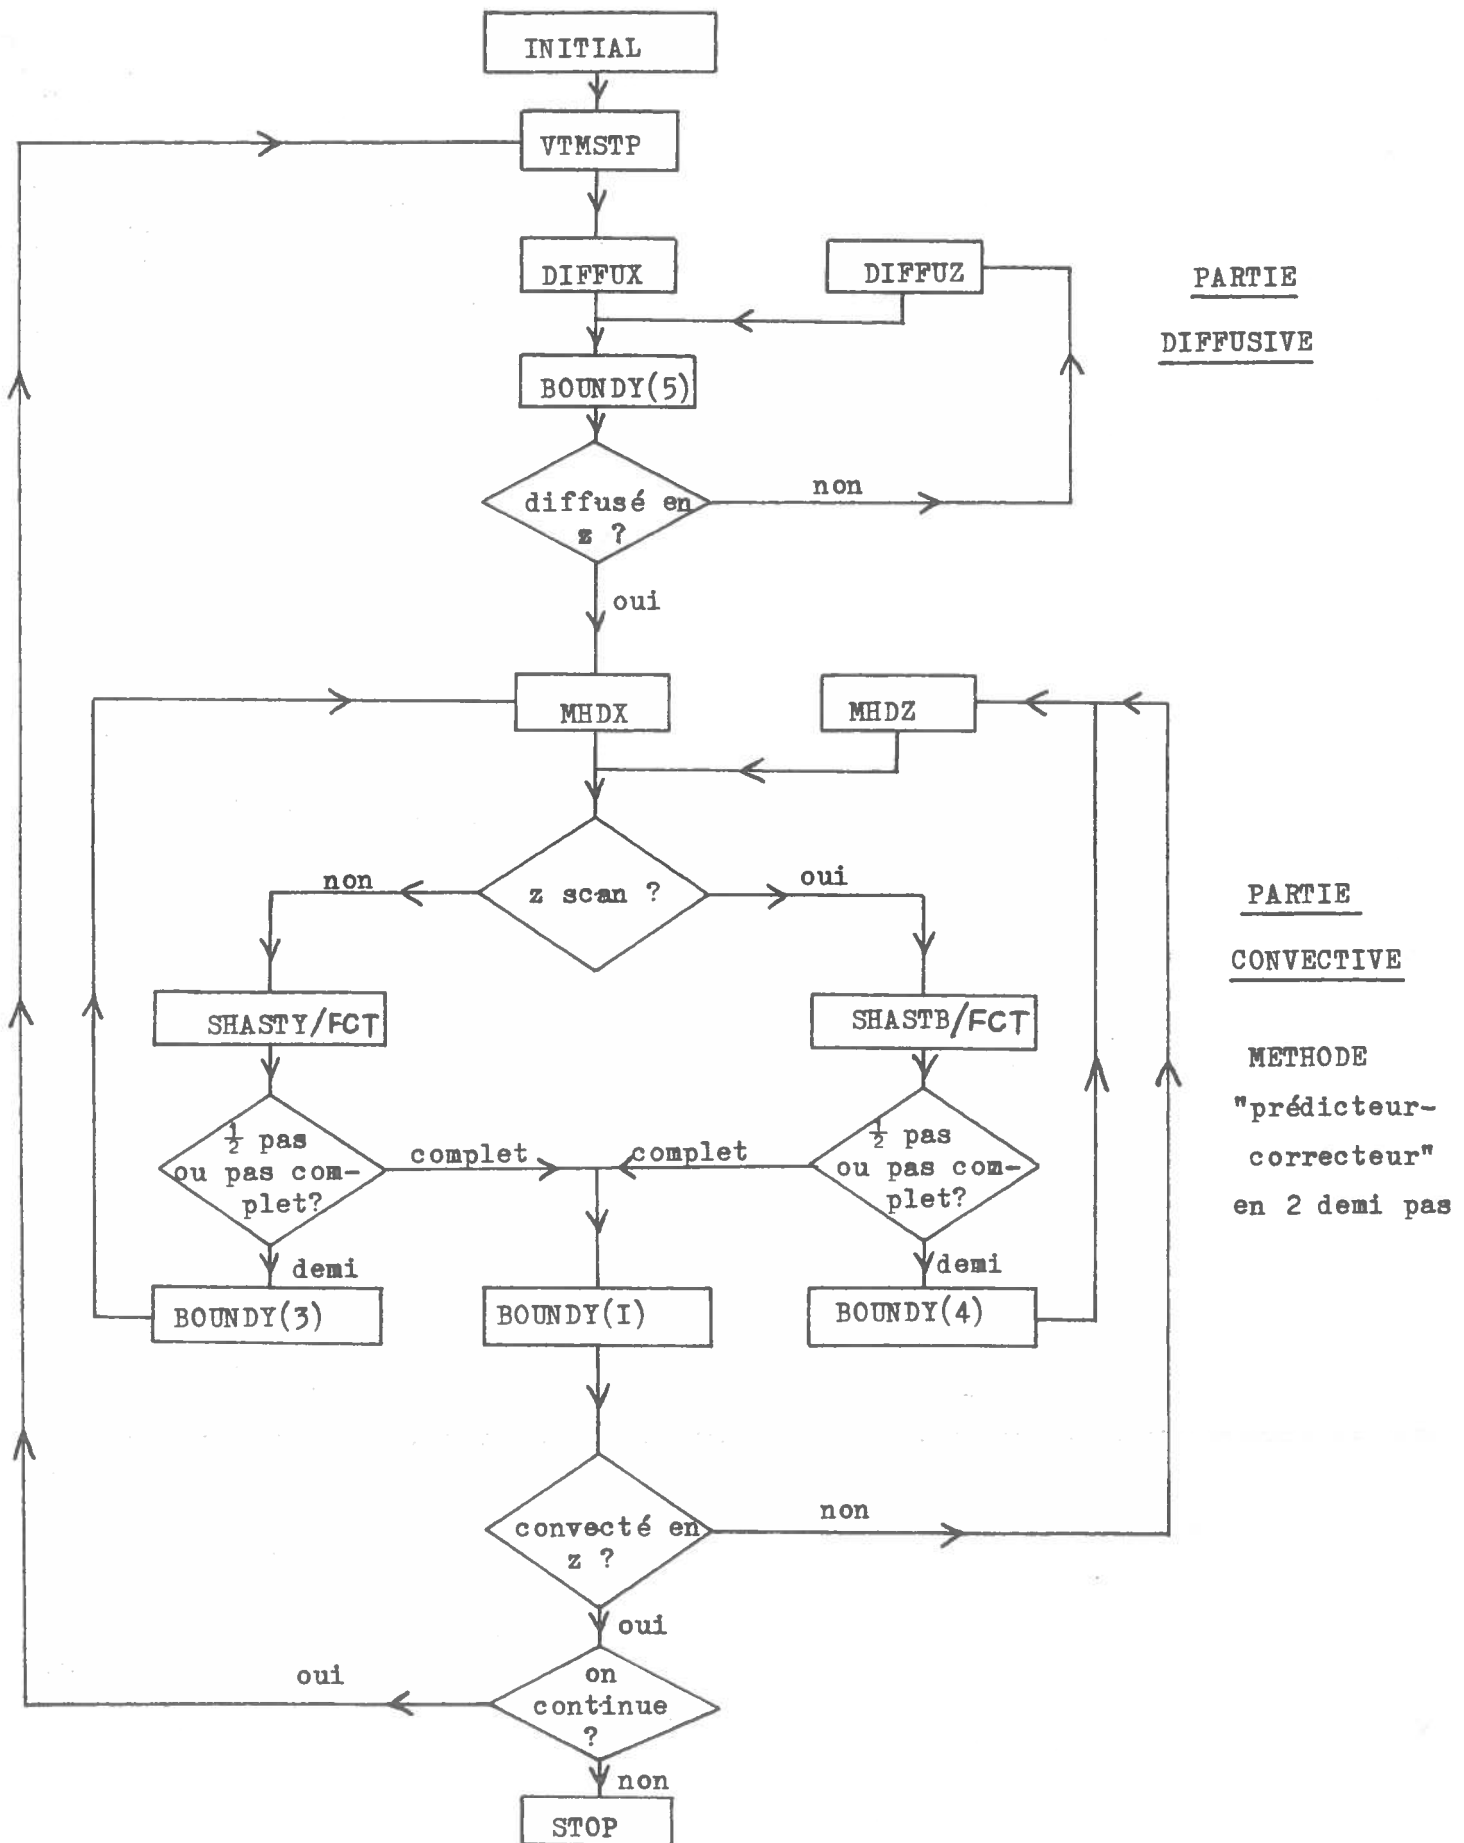 INITIAL
VTMSTP
DIFFUX
DIFFUZ
PARTIE
DIFFUSIVE
BOUNDY(5)
diffusé en
z ?
non
oui
MHDX
MHDZ
z scan ?
non
oui
PARTIE
CONVECTIVE
SHASTY/FCT
SHASTB/FCT
METHODE
"prédicteur-
correcteur"
en 2 demi pas
½ pas
ou pas com-
plet?
complet
complet
½ pas
ou pas com-
plet?
demi
demi
BOUNDY(3)
BOUNDY(I)
BOUNDY(4)
convecté en
z ?
non
oui
on
continue
?
oui
non
STOP